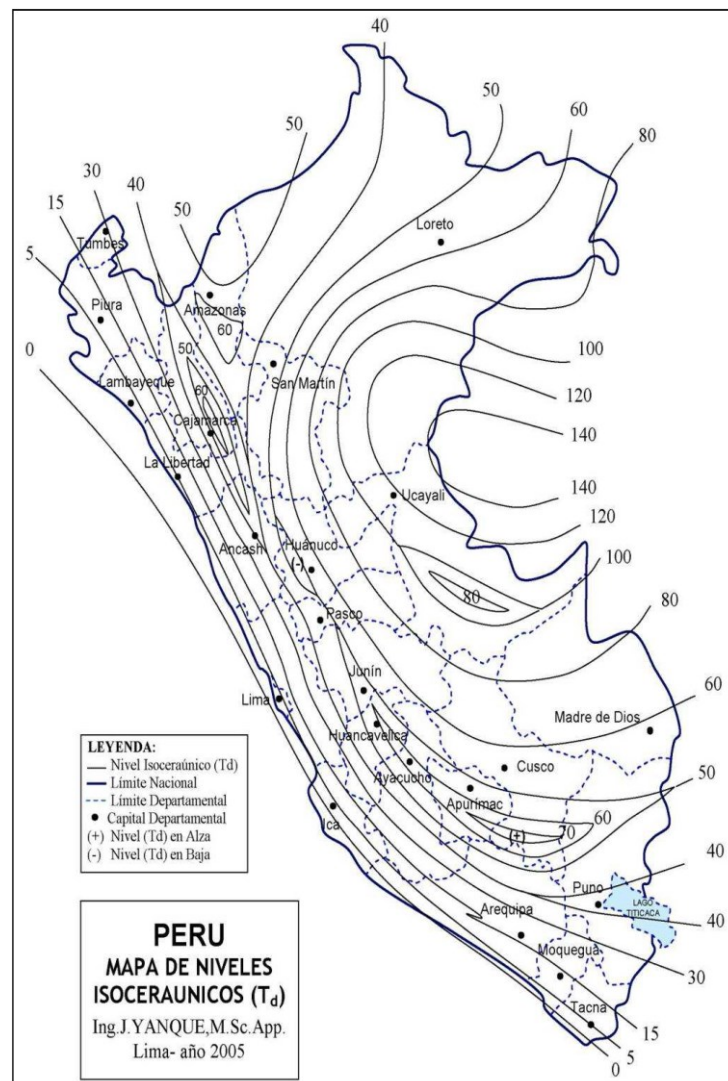 40
50
60
80
50
40
30
15
5
0
50
Tumbes
Loreto
Piura
Amazonas
60
50
100
San Martín
Lambayeque
60
120
Cajamarca
140
La Libertad
140
Ucayali
120
Ancash
Huánuco
(-)
100
80
80
Pasco
Junín
60
Lima
Huancavelica
Madre de Dios
Ayacucho
Cusco
50
Apurímac
Ica
60
70
(+)
40
Puno
LAGO
TITICACA
40
Arequipa
Moquegua
30
Tacna
15
5
0
LEYENDA:
Nivel Isoceraúnico (Td)
Límite Nacional
Límite Departamental
Capital Departamental
(+) Nivel (Td) en Alza
(-) Nivel (Td) en Baja
PERU
MAPA DE NIVELES
ISOCERAUNICOS (Td)
Ing.J.YANQUE,M.Sc.App.
Lima- año 2005